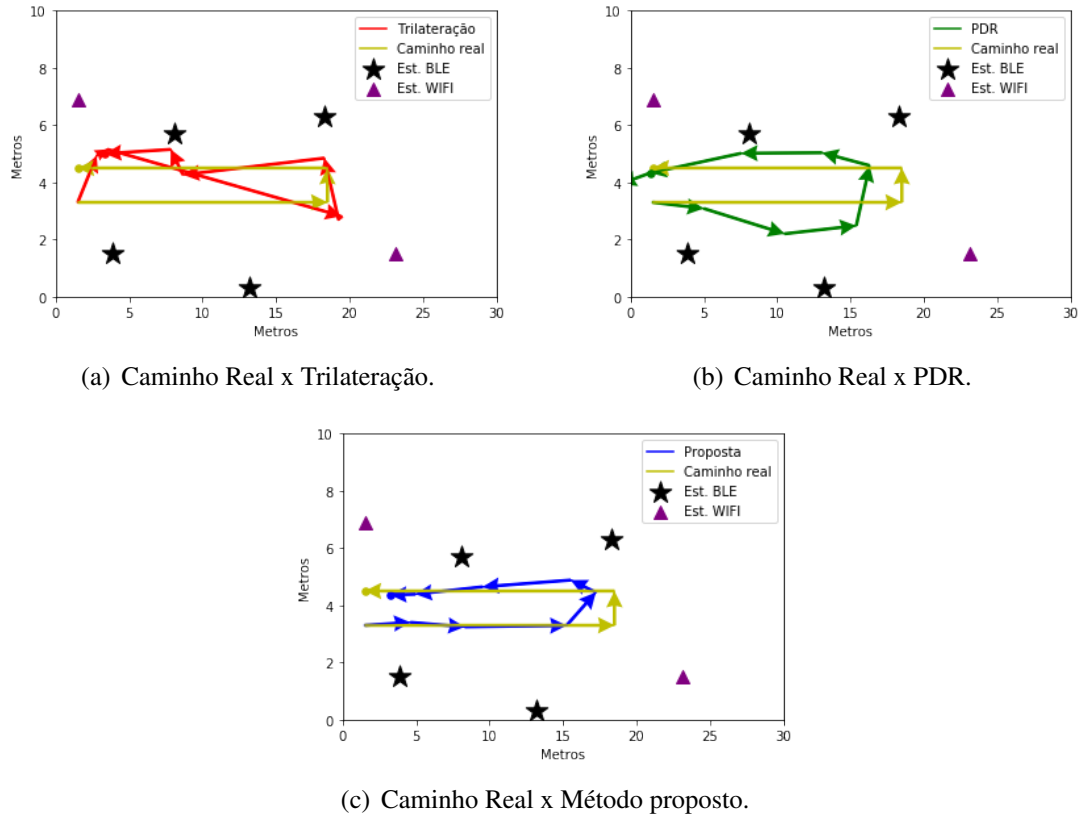 10
8
6
4
2
0
Metros
0 5 10 15 20 25 30
Metros
Trilateração
Caminho real
Est. BLE
Est. WIFI
(a) Caminho Real x Trilateração.
10
8
6
4
2
0
Metros
0 5 10 15 20 25 30
Metros
PDR
Caminho real
Est. BLE
Est. WIFI
(b) Caminho Real x PDR.
10
8
6
4
2
0
Metros
0 5 10 15 20 25 30
Metros
Proposta
Caminho real
Est. BLE
Est. WIFI
(c) Caminho Real x Método proposto.